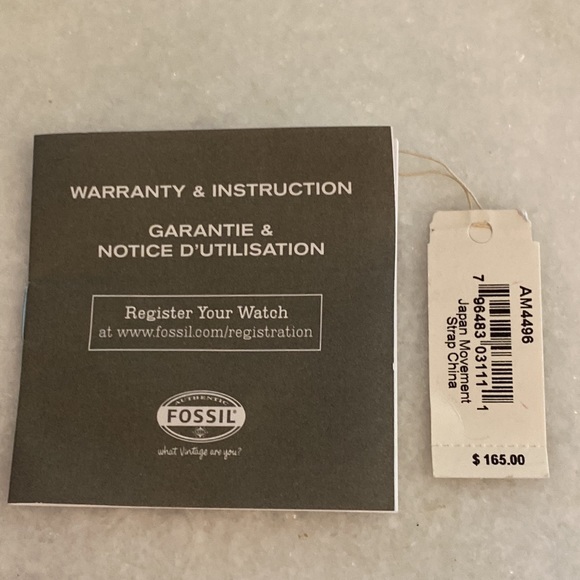 WARRANTY & INSTRUCTION
GARANTIE &
NOTICE D'UTILISATION
Register Your Watch
at www.fossil.com/registration
AUTHENTIC
FOSSIL®
what Vintage are you?
AM4496
7 96483 03111 1
Japan Movement
Strap China
$ 165.00